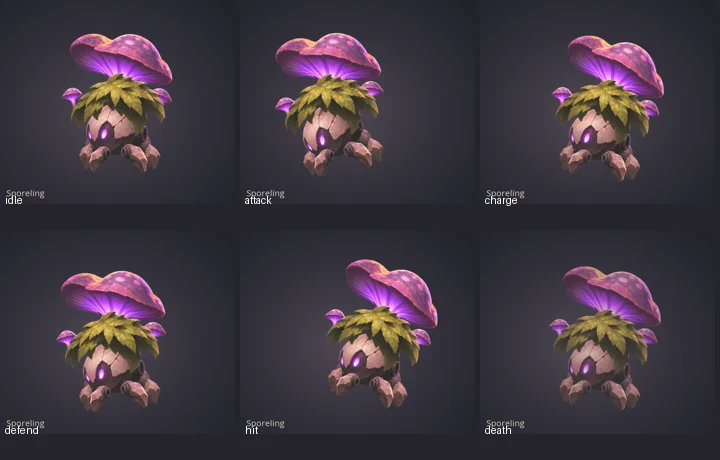 Sporeling
idle
Sporeling
attack
Sporeling
charge
Sporeling
defend
Sporeling
hit
Sporeling
death